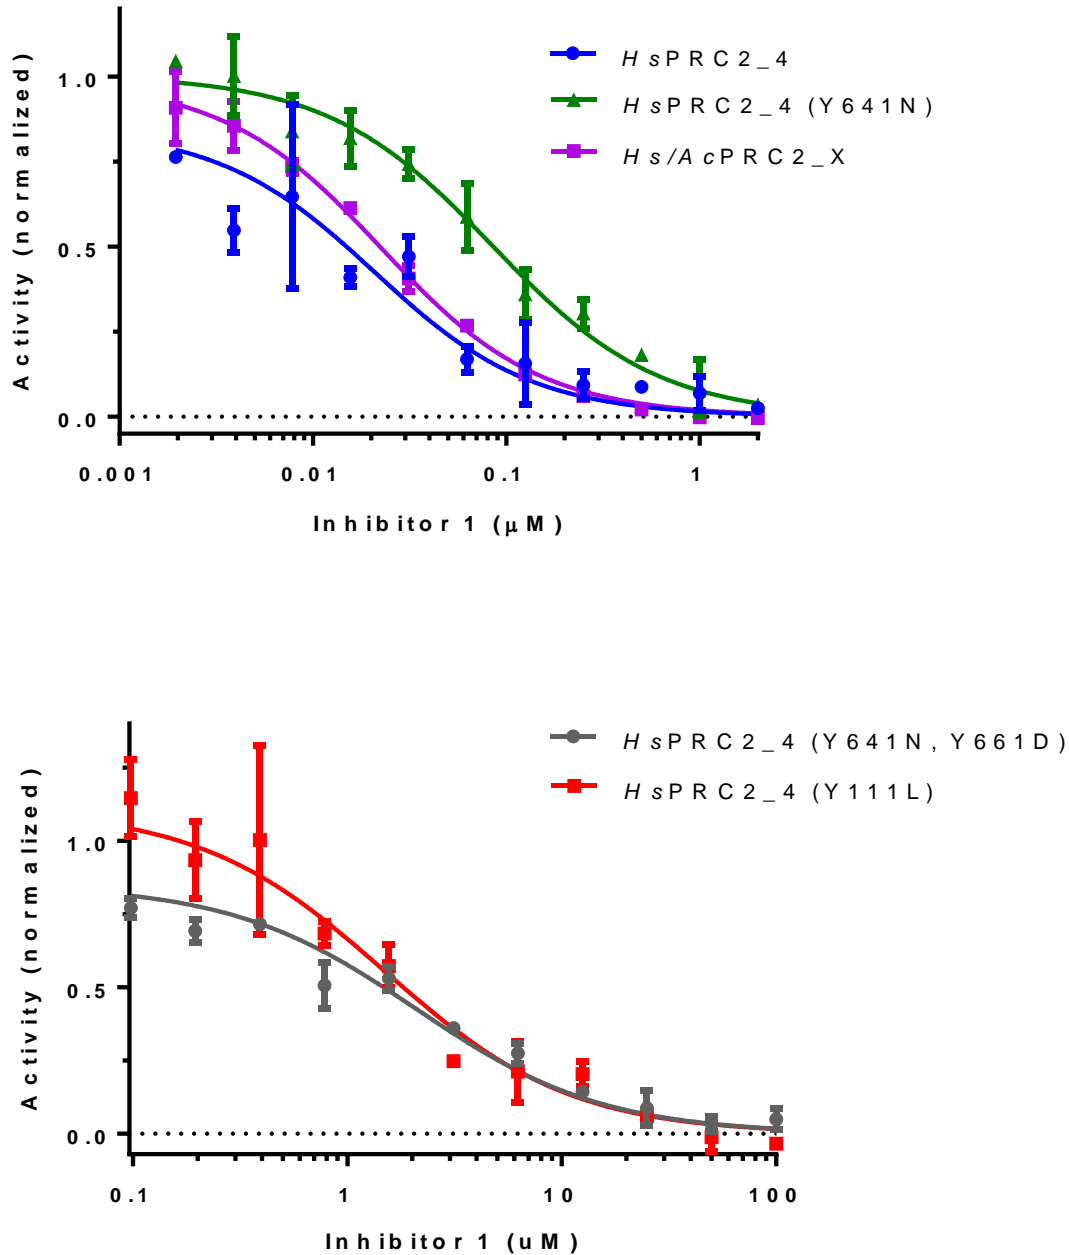 HsPRC2_4
HsPRC2_4 (Y641N)
Hs/AcPRC2_X
Activity (normalized)
1.0
0.5
0.0
0.001 0.01 0.1 1
Inhibitor 1 (μM)
HsPRC2_4 (Y641N, Y661D)
HsPRC2_4 (Y111L)
Activity (normalized)
1.0
0.5
0.0
0.1 1 10 100
Inhibitor 1 (uM)